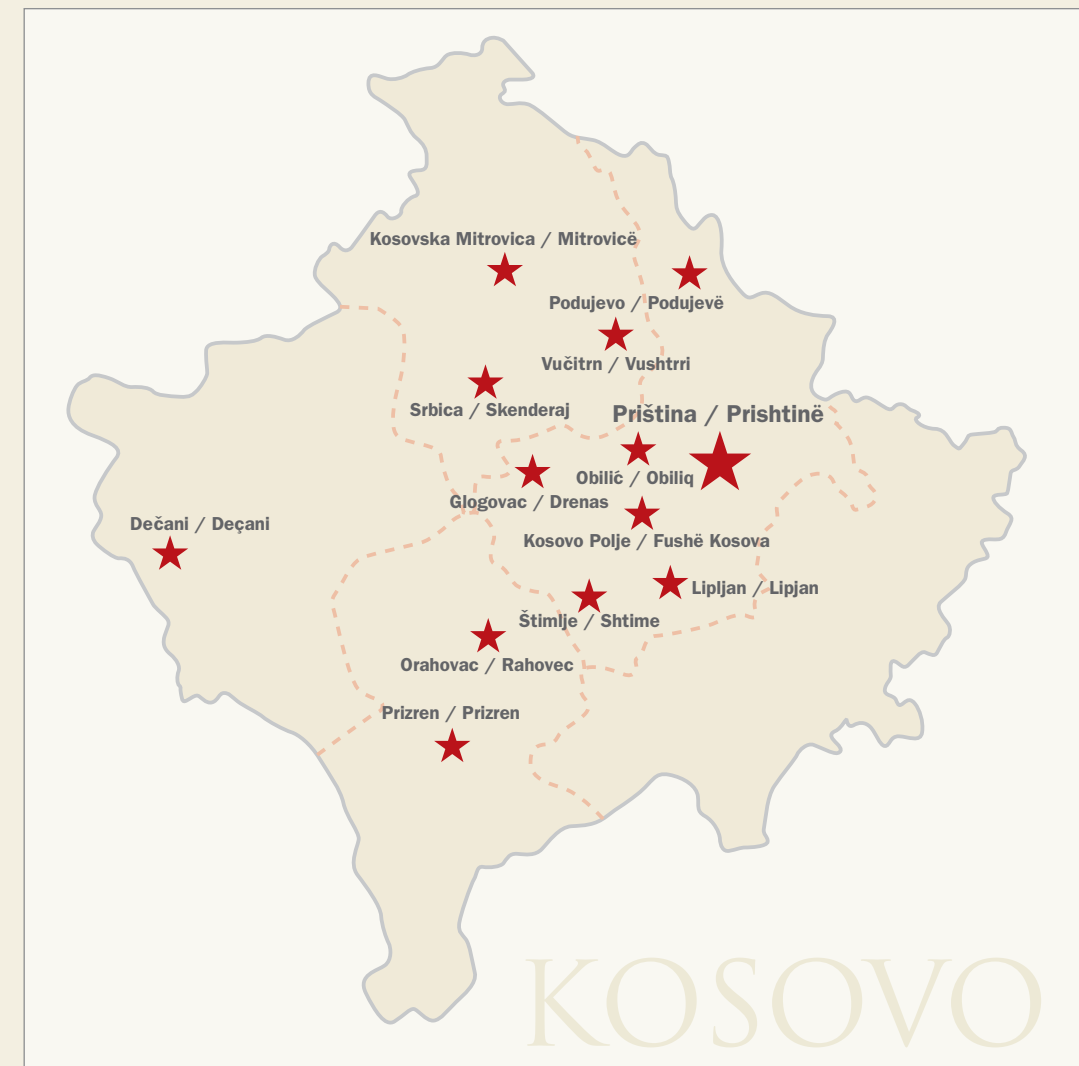 Kosovska Mitrovica / Mitrovicë
Podujevo / Podujevë
Vučitrn / Vushtrri
Srbica / Skenderaj
Priština / Prishtinë
Obilić / Obiliq
Glogovac / Drenas
Dečani / Deçani
Kosovo Polje / Fushë Kosova
Lipljan / Lipjan
Štimlje / Shtime
Orahovac / Rahovec
Prizren / Prizren
KOSOVO